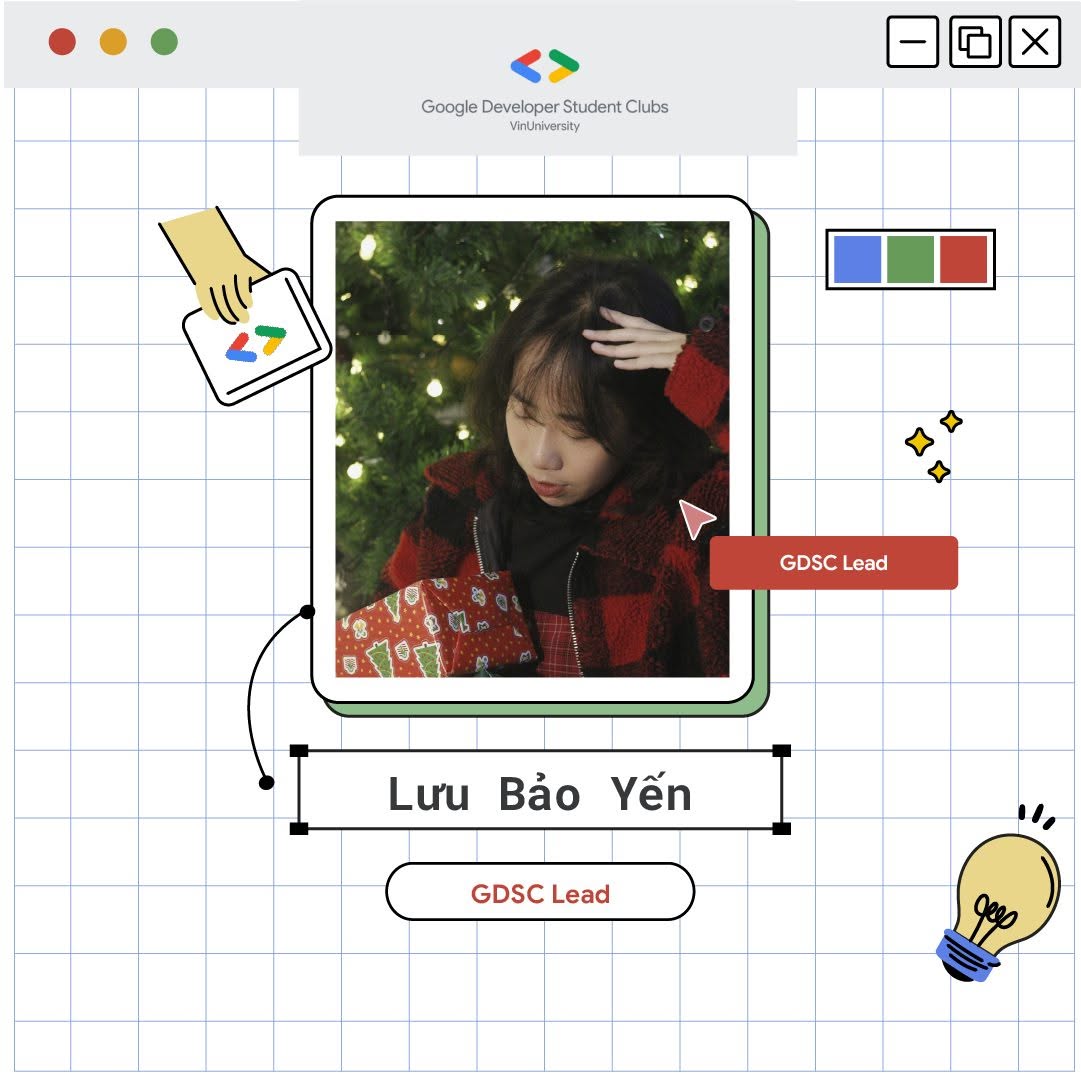 Google Developer Student Clubs
VinUniversity
GDSC Lead
Lưu Bảo Yến
GDSC Lead